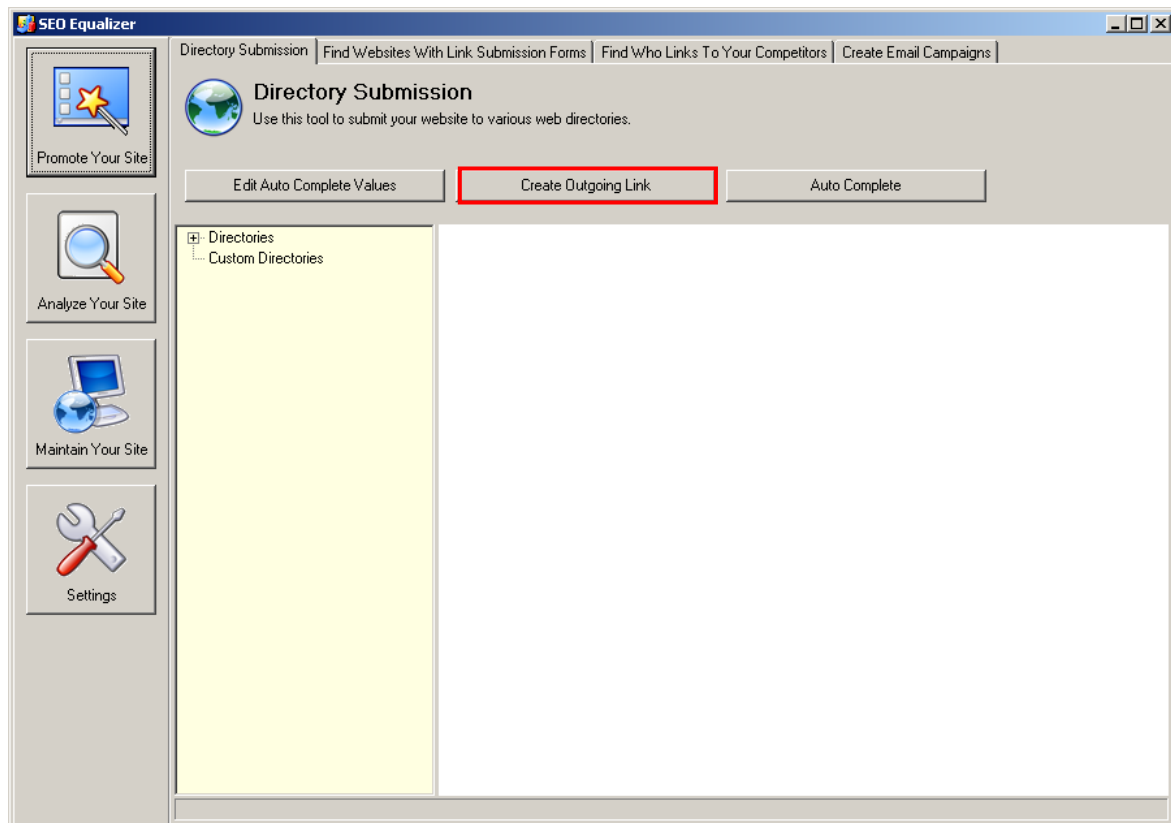 SEO Equalizer
Directory Submission Find Websites With Link Submission Forms Find Who Links To Your Competitors Create Email Campaigns
Directory Submission
Use this tool to submit your website to various web directories.
Promote Your Site
Edit Auto Complete Values Create Outgoing Link Auto Complete
Directories
Custom Directories
Analyze Your Site
Maintain Your Site
Settings